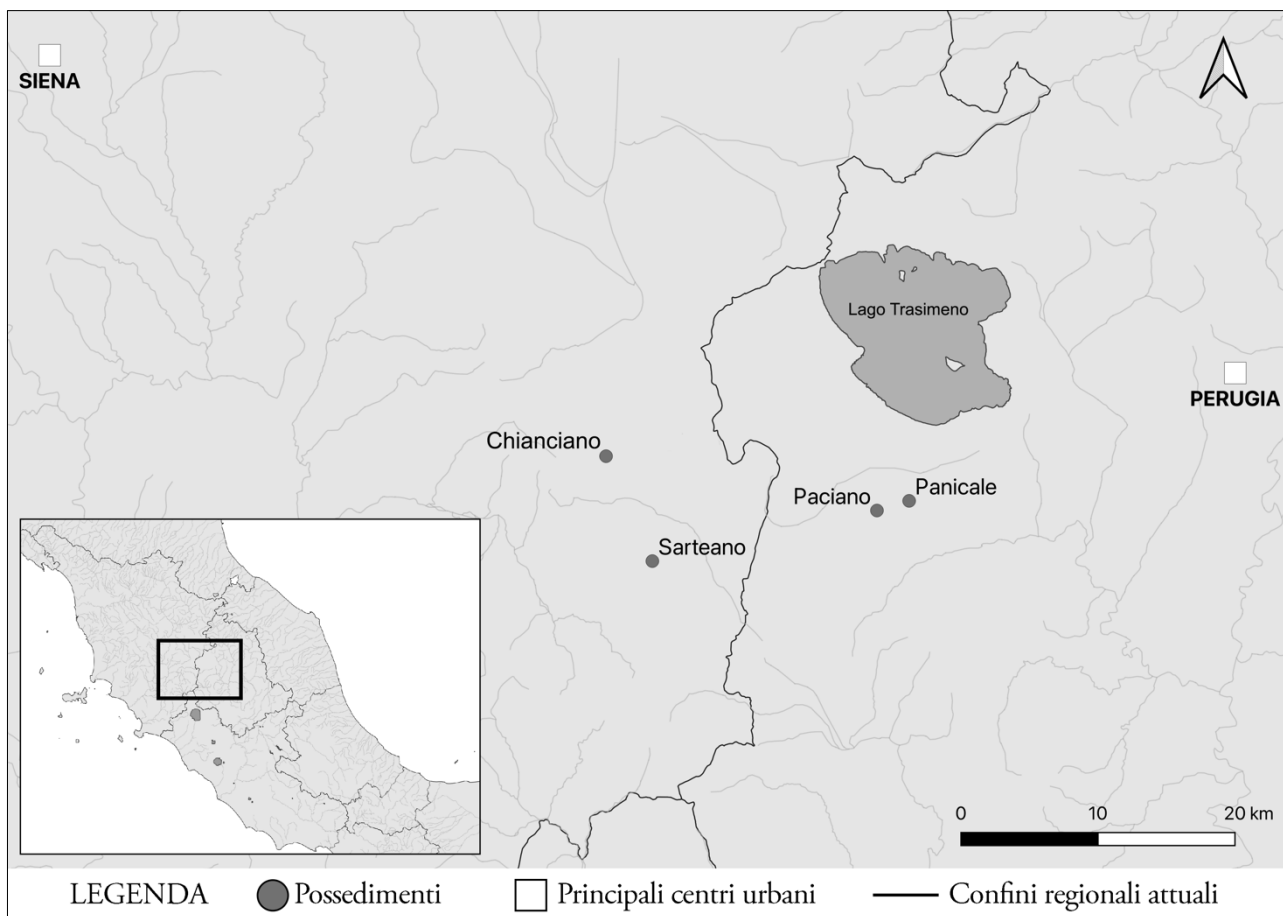 SIENA
Lago Trasimeno
PERUGIA
Chianciano
Panicale
Paciano
Sarteano
0 10 20 km
LEGENDA Possedimenti Principali centri urbani Confini regionali attuali